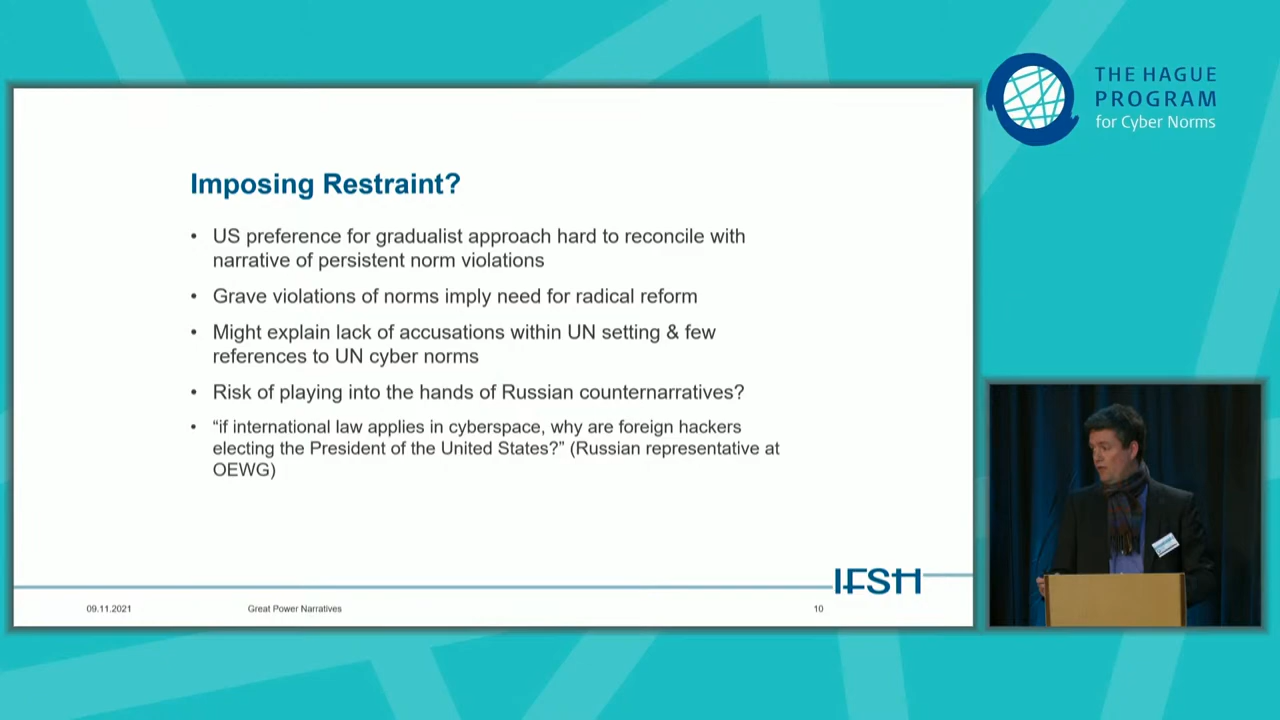 THE HAGUE
PROGRAM
for Cyber Norms
Imposing Restraint?
• US preference for gradualist approach hard to reconcile with
narrative of persistent norm violations
• Grave violations of norms imply need for radical reform
• Might explain lack of accusations within UN setting & few
references to UN cyber norms
• Risk of playing into the hands of Russian counternarratives?
• “if international law applies in cyberspace, why are foreign hackers
electing the President of the United States?” (Russian representative at
OEWG)
IFSH
09.11.2021
Great Power Narratives
10